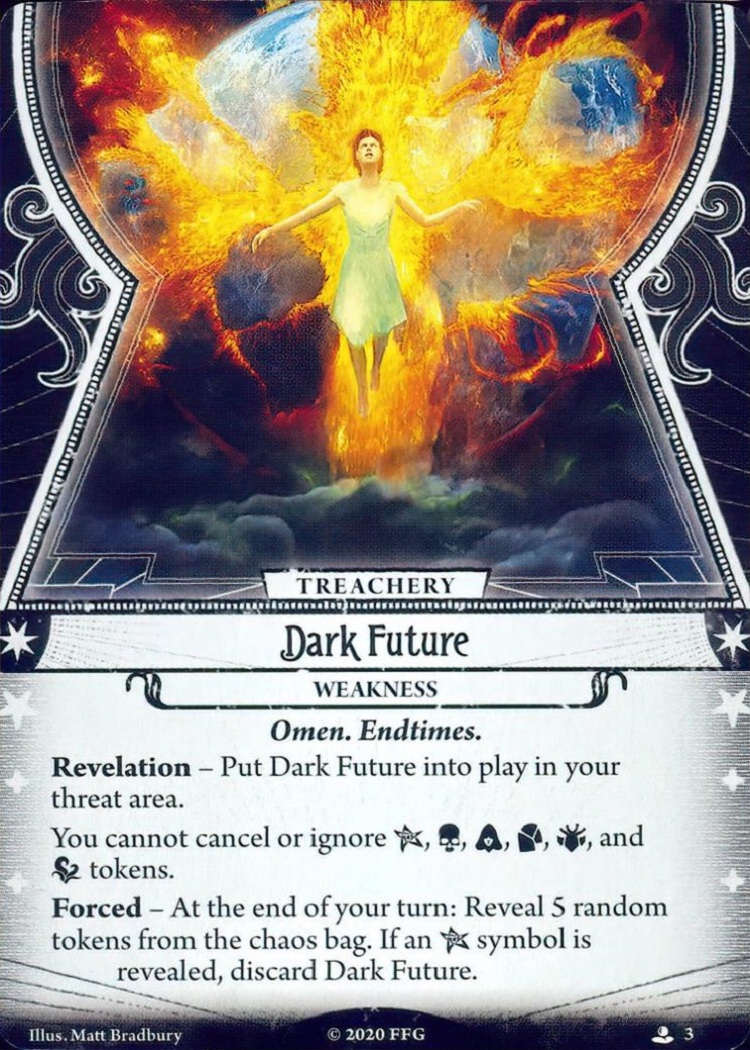 TREACHERY
Dark Future
WEAKNESS
Omen. Endtimes.
Revelation – Put Dark Future into play in your
threat area.
You cannot cancel or ignore , , , , , and
tokens.
Forced – At the end of your turn: Reveal 5 random
tokens from the chaos bag. If an symbol is
revealed, discard Dark Future.
Illus. Matt Bradbury © 2020 FFG 3